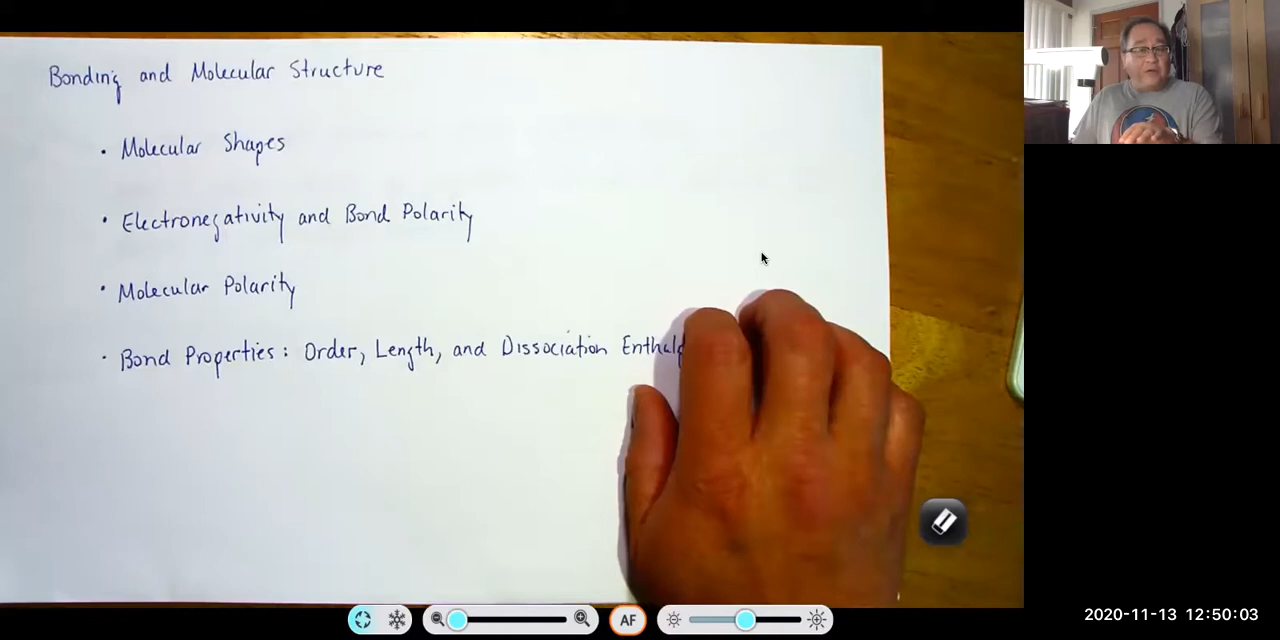 Bonding and Molecular Structure
• Molecular Shapes
• Electronegativity and Bond Polarity
• Molecular Polarity
• Bond Properties: Order, Length, and Dissociation
AF
2020-11-13 12:50:03